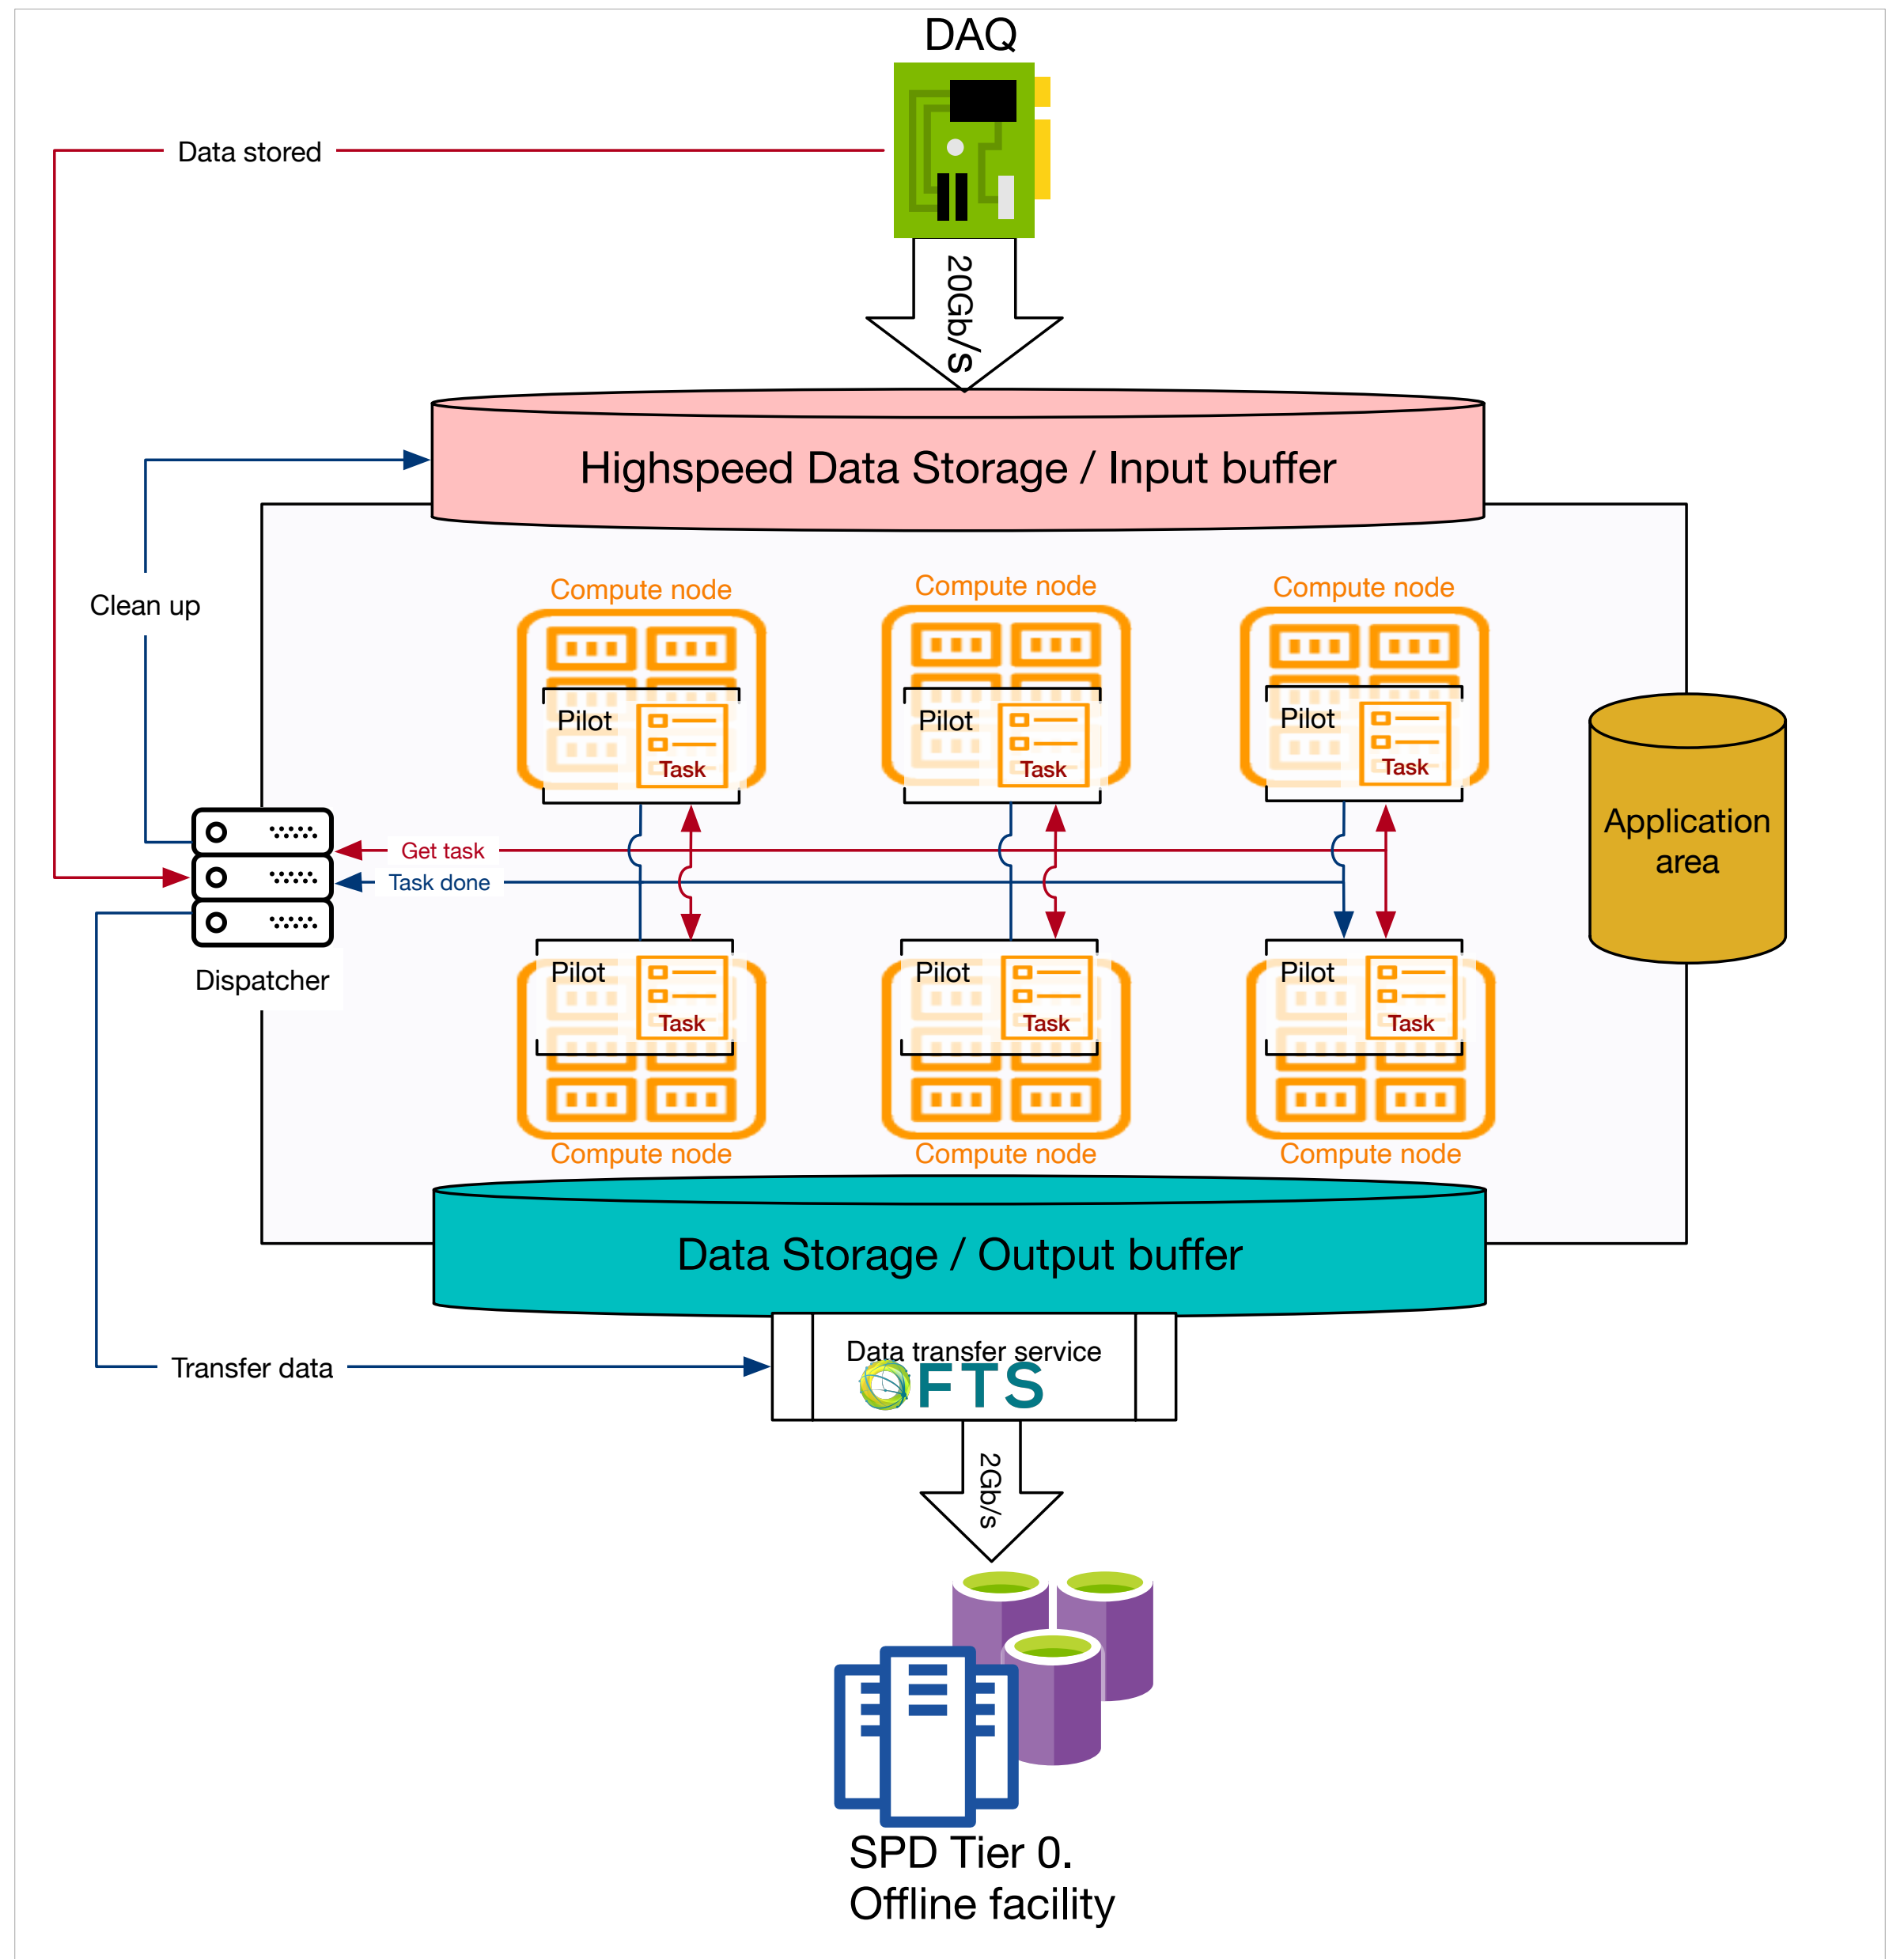 DAQ
Data stored
20Gb/s
Highspeed Data Storage / Input buffer
Clean up
Compute node
Compute node
Compute node
Pilot
Task
Pilot
Task
Pilot
Task
Application
area
Get task
Task done
Dispatcher
Pilot
Task
Pilot
Task
Pilot
Task
Compute node
Compute node
Compute node
Data Storage / Output buffer
Data transfer service
FTS
Transfer data
2Gb/s
SPD Tier 0.
Offline facility